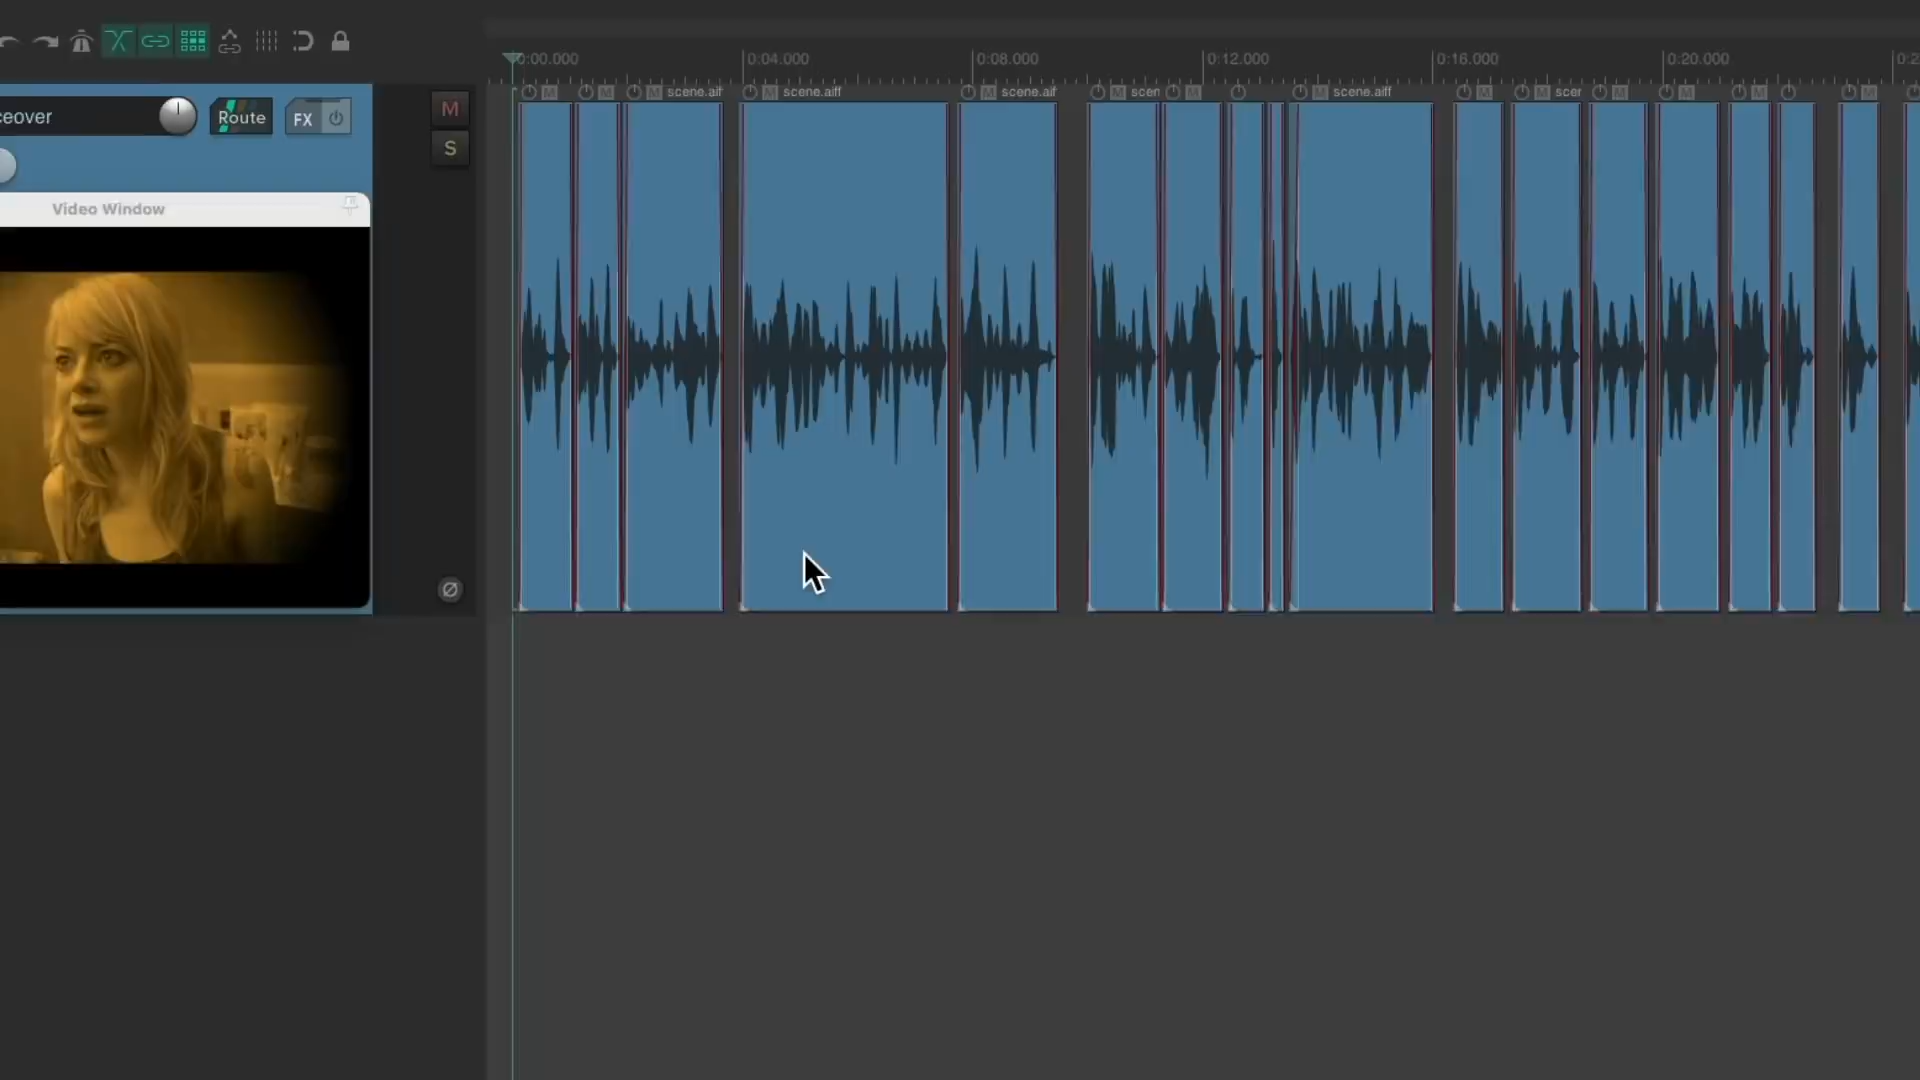 0:00.000 0:04.000 0:08.000 0:12.000 0:16.000 0:20.000
M M M scene.aif M scene.aiff M scene.aif M scen M M scene.aiff M M scer M M M M
ceover Route FX M
S
Video Window